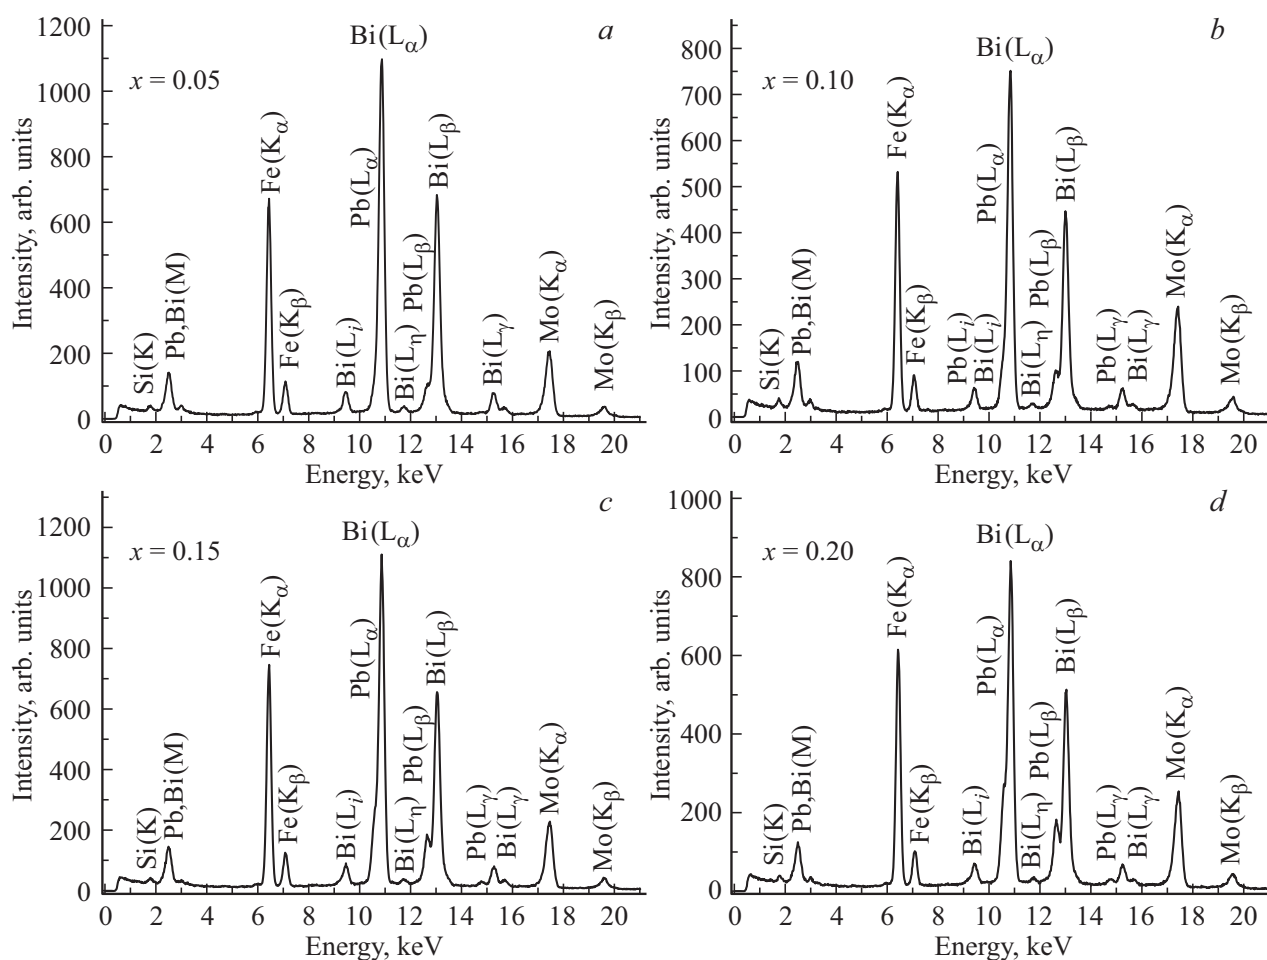 a
x = 0.05
Intensity, arb. units
1200
1000
800
600
400
200
0
Si(K)
Pb,Bi(M)
Fe(Kα)
Fe(Kβ)
Bi(Li)
Pb(Lα)
Bi(Lα)
Bi(Lη)
Pb(Lβ)
Bi(Lβ)
Bi(Lγ)
Mo(Kα)
Mo(Kβ)
0 2 4 6 8 10 12 14 16 18 20
Energy, keV
b
x = 0.10
Intensity, arb. units
800
700
600
500
400
300
200
100
0
Si(K)
Pb,Bi(M)
Fe(Kα)
Fe(Kβ)
Pb(Li)
Bi(Li)
Pb(Lα)
Bi(Lα)
Bi(Lη)
Pb(Lβ)
Bi(Lβ)
Pb(Lγ)
Bi(Lγ)
Mo(Kα)
Mo(Kβ)
0 2 4 6 8 10 12 14 16 18 20
Energy, keV
c
x = 0.15
Intensity, arb. units
1200
1000
800
600
400
200
0
Si(K)
Pb,Bi(M)
Fe(Kα)
Fe(Kβ)
Bi(Li)
Pb(Lα)
Bi(Lα)
Bi(Lη)
Pb(Lβ)
Bi(Lβ)
Pb(Lγ)
Bi(Lγ)
Mo(Kα)
Mo(Kβ)
0 2 4 6 8 10 12 14 16 18 20
Energy, keV
d
x = 0.20
Intensity, arb. units
1000
800
600
400
200
0
Si(K)
Pb,Bi(M)
Fe(Kα)
Fe(Kβ)
Bi(Li)
Pb(Lα)
Bi(Lα)
Bi(Lη)
Pb(Lβ)
Bi(Lβ)
Pb(Lγ)
Bi(Lγ)
Mo(Kα)
Mo(Kβ)
0 2 4 6 8 10 12 14 16 18 20
Energy, keV